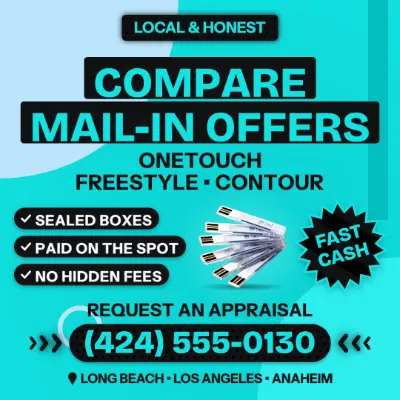 LOCAL & HONEST
COMPARE
MAIL-IN OFFERS
ONETOUCH
FREESTYLE • CONTOUR
SEALED BOXES
PAID ON THE SPOT
NO HIDDEN FEES
FAST
CASH
REQUEST AN APPRAISAL
(424) 555-0130
LONG BEACH • LOS ANGELES • ANAHEIM